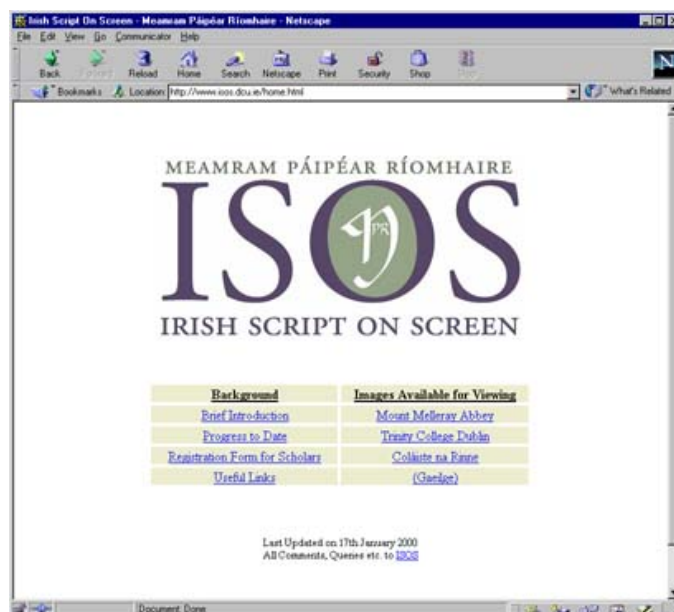 Irish Script On Screen - Meamram Páipéar Ríomhaire - Netscape
File Edit View Go Communicator Help
Back Reload Home Search Netscape Print Security Shop
Bookmarks Location: http://www.isos.dcu.ie/home.html What's Related
MEAMRAM PÁIPÉAR RÍOMHAIRE
ISOS
PR
IRISH SCRIPT ON SCREEN
Background Images Available for Viewing
Brief Introduction Mount Melleray Abbey
Progress to Date Trinity College Dublin
Registration Form for Scholars Coláiste na Rinne
Useful Links (Gaeilge)
Last Updated on 17th January 2000
All Comments, Queries etc. to ISOS
Document: Done